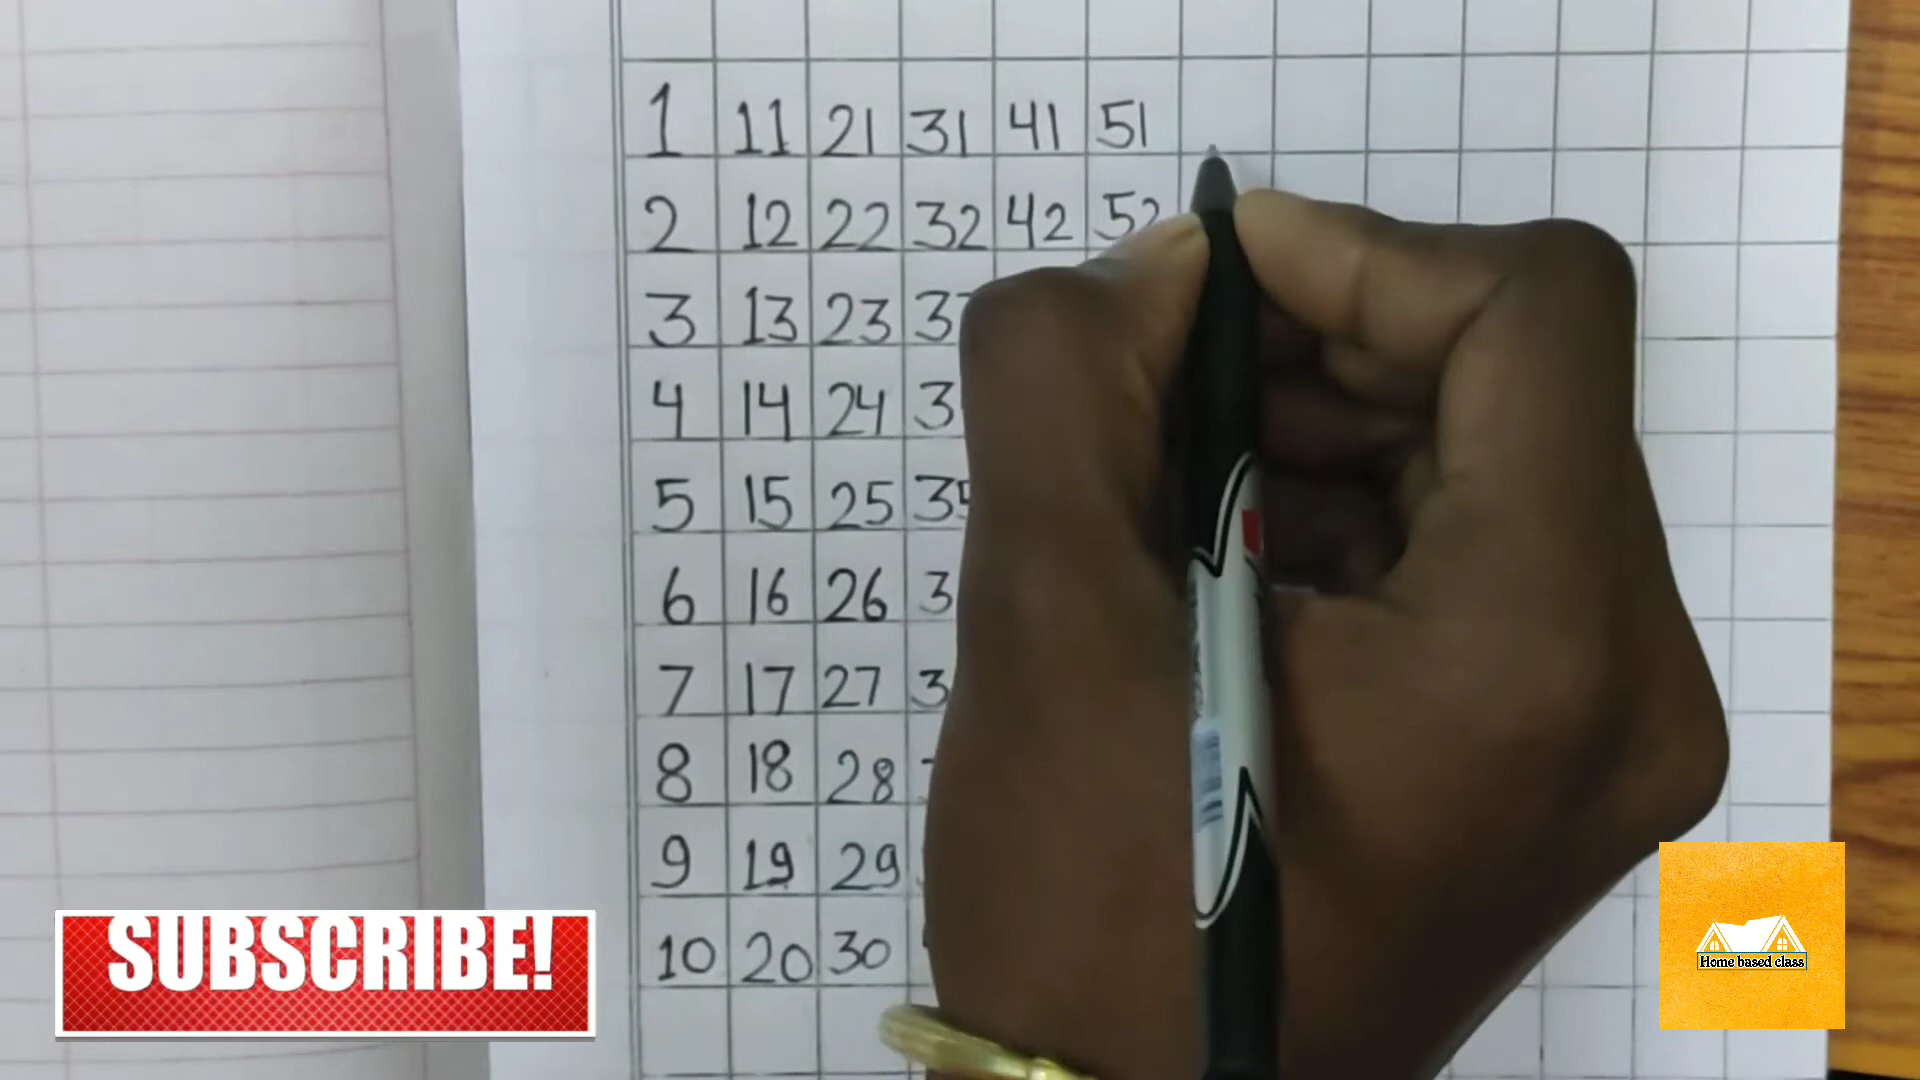 1 11 21 31 41 51
2 12 22 32 42 52
3 13 23
4 14 24
5 15 25 35
6 16 26
7 17 27
8 18 28
9 19 29
10 20 30
SUBSCRIBE!
Home based class